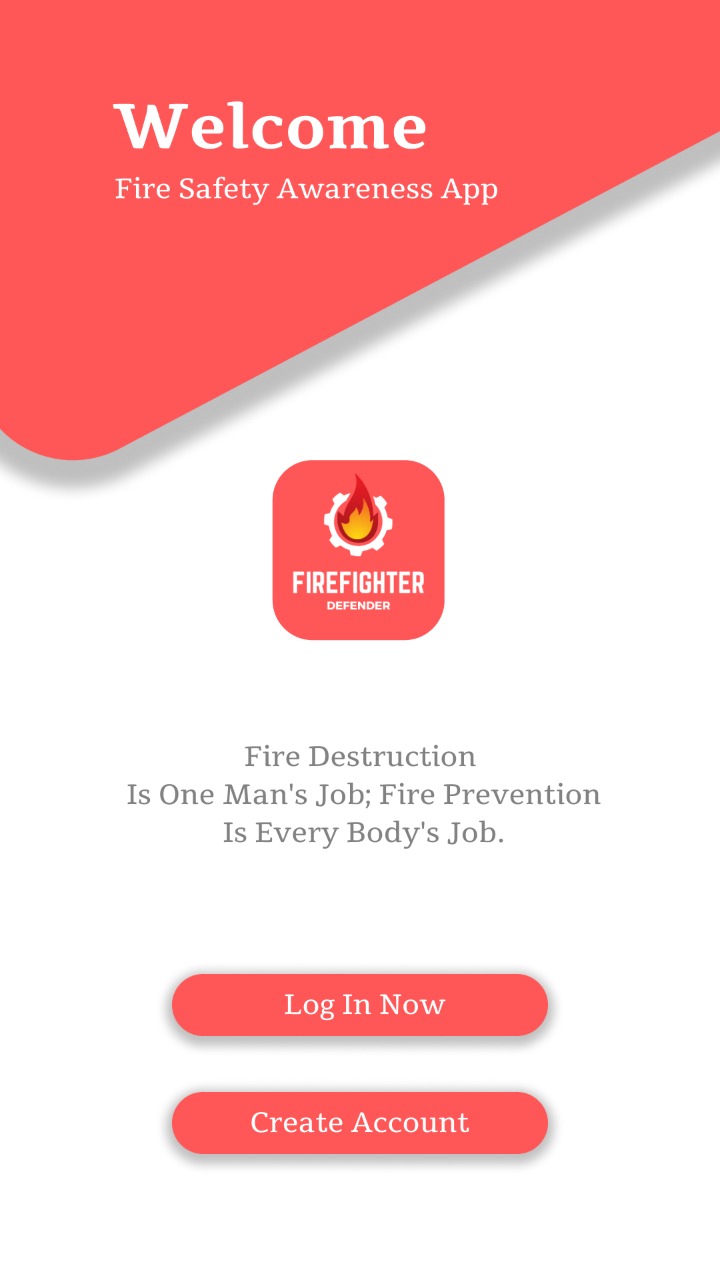 Welcome
Fire Safety Awareness App
FIREFIGHTER
DEFENDER
Fire Destruction
Is One Man's Job; Fire Prevention
Is Every Body's Job.
Log In Now
Create Account